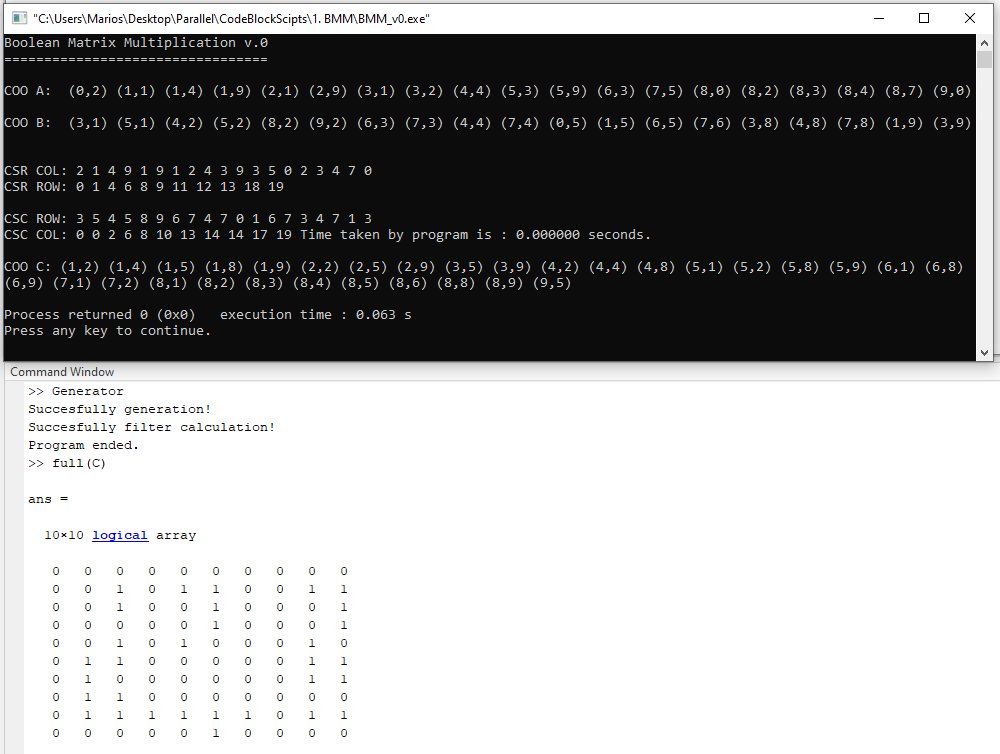 "C:\Users\Marios\Desktop\Parallel\CodeBlockScipts\1. BMM\BMM_v0.exe"
Boolean Matrix Multiplication v.0
=================================
COO A:  (0,2) (1,1) (1,4) (1,9) (2,1) (2,9) (3,1) (3,2) (4,4) (5,3) (5,9) (6,3) (7,5) (8,0) (8,2) (8,3) (8,4) (8,7) (9,0)
COO B:  (3,1) (5,1) (4,2) (5,2) (8,2) (9,2) (6,3) (7,3) (4,4) (7,4) (0,5) (1,5) (6,5) (7,6) (3,8) (4,8) (7,8) (1,9) (3,9)
CSR COL: 2 1 4 9 1 9 1 2 4 3 9 3 5 0 2 3 4 7 0
CSR ROW: 0 1 4 6 8 9 11 12 13 18 19
CSC ROW: 3 5 4 5 8 9 6 7 4 7 0 1 6 7 3 4 7 1 3
CSC COL: 0 0 2 6 8 10 13 14 14 17 19 Time taken by program is : 0.000000 seconds.
COO C: (1,2) (1,4) (1,5) (1,8) (1,9) (2,2) (2,5) (2,9) (3,5) (3,9) (4,2) (4,4) (4,8) (5,1) (5,2) (5,8) (5,9) (6,1) (6,8)
(6,9) (7,1) (7,2) (8,1) (8,2) (8,3) (8,4) (8,5) (8,6) (8,8) (8,9) (9,5)
Process returned 0 (0x0)   execution time : 0.063 s
Press any key to continue.
Command Window
>> Generator
Succesfully generation!
Succesfully filter calculation!
Program ended.
>> full(C)
ans =
10×10 logical array
0 0 0 0 0 0 0 0 0 0
0 0 1 0 1 1 0 0 1 1
0 0 1 0 0 1 0 0 0 1
0 0 0 0 0 1 0 0 0 1
0 0 1 0 1 0 0 0 1 0
0 1 1 0 0 0 0 0 1 1
0 1 0 0 0 0 0 0 1 1
0 1 1 0 0 0 0 0 0 0
0 1 1 1 1 1 1 0 1 1
0 0 0 0 0 1 0 0 0 0